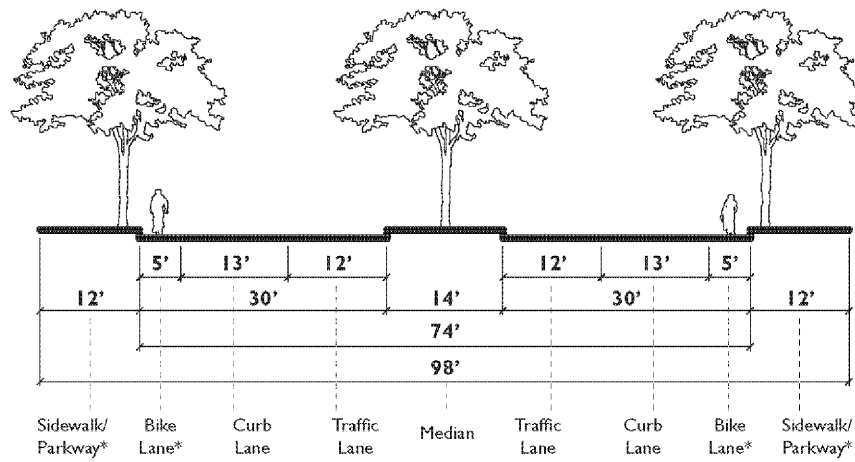 5’ 13’ 12’ 12’ 13’ 5’
12’ 30’ 14’ 30’ 12’
74’
98’
Sidewalk/ Bike Curb Traffic Median Traffic Curb Bike Sidewalk/
Parkway* Lane* Lane Lane Lane Lane Lane* Parkway*